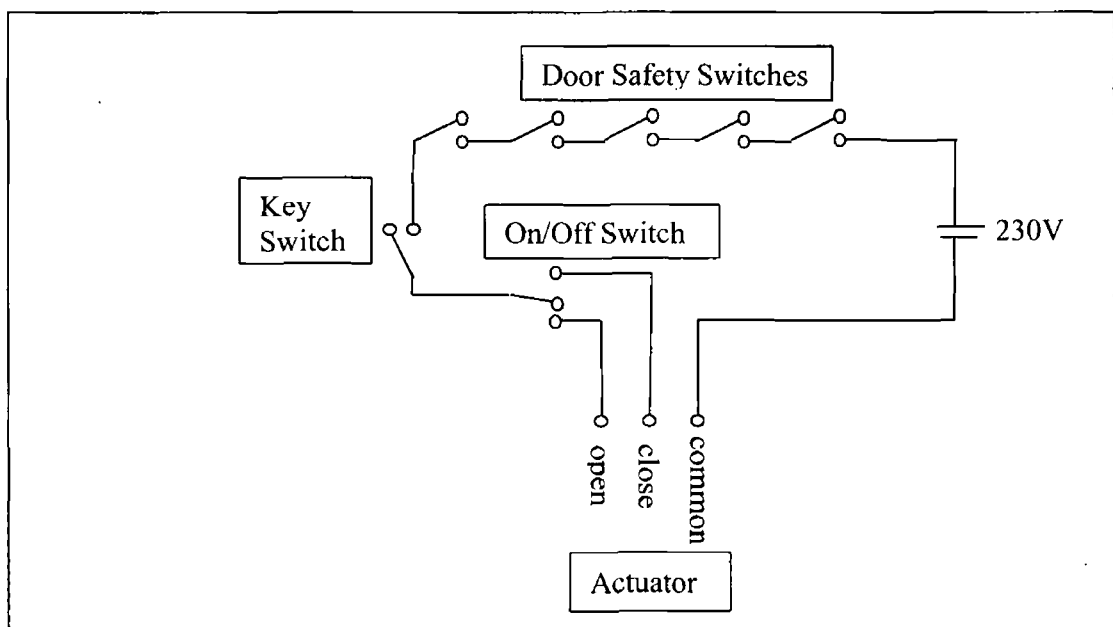 Door Safety Switches
Key
Switch
On/Off Switch
230V
open
close
common
Actuator